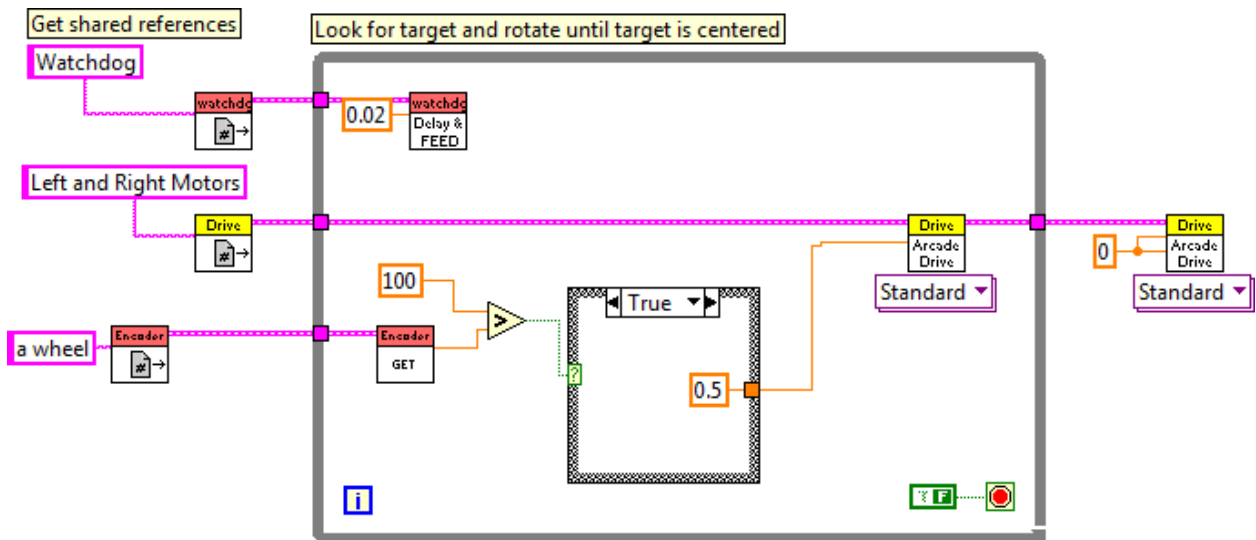 Get shared references
Look for target and rotate until target is centered
Watchdog
watchdg
0.02
watchdg
Delay &
FEED
#
Left and Right Motors
Drive
#
Drive
Arcade
Drive
Standard
0
Drive
Arcade
Drive
Standard
100
True
>
a wheel
Encoder
#
Encoder
GET
?
0.5
i
F